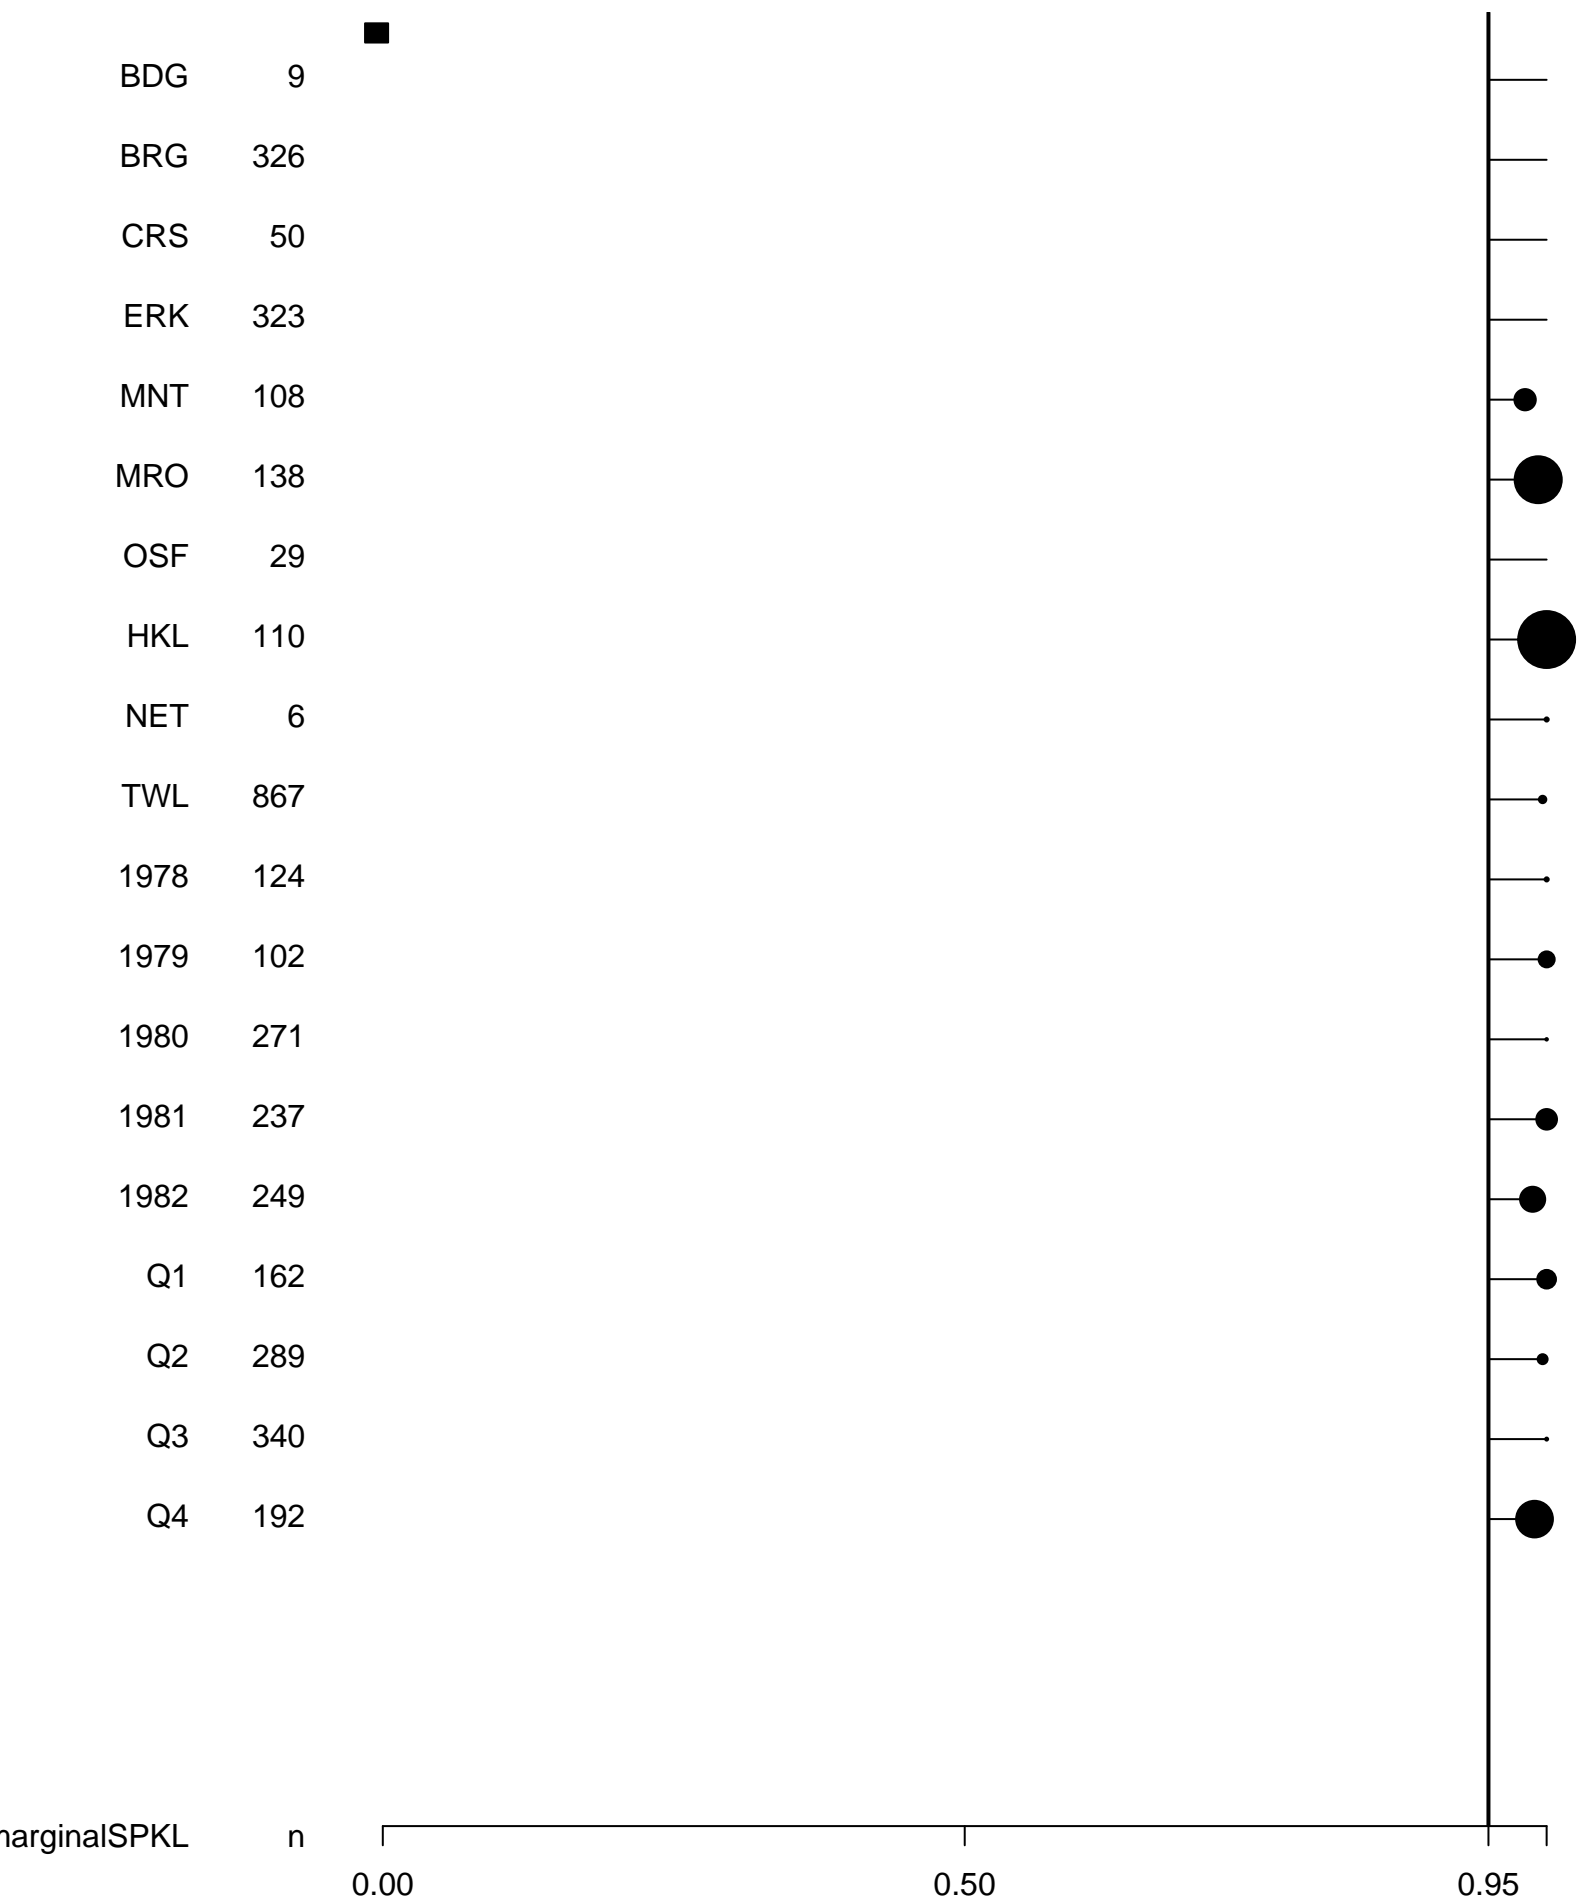 BDG 9
BRG 326
CRS 50
ERK 323
MNT 108
MRO 138
OSF 29
HKL 110
NET 6
TWL 867
1978 124
1979 102
1980 271
1981 237
1982 249
Q1 162
Q2 289
Q3 340
Q4 192
arginalSPKL n
0.00 0.50 0.95